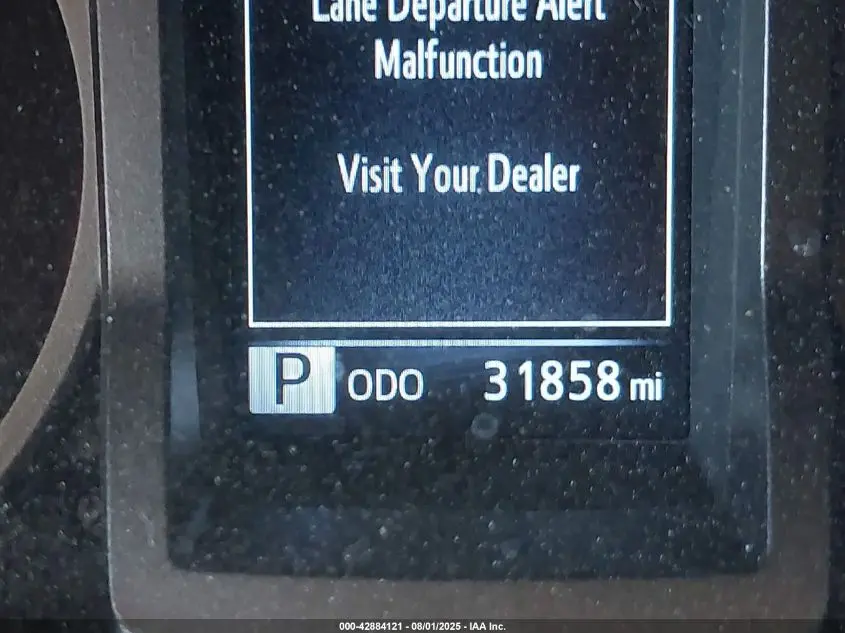 Lane Departure Alert
Malfunction
Visit Your Dealer
P ODO 31858 mi
000-42884121 - 08/01/2025 - IAA Inc.